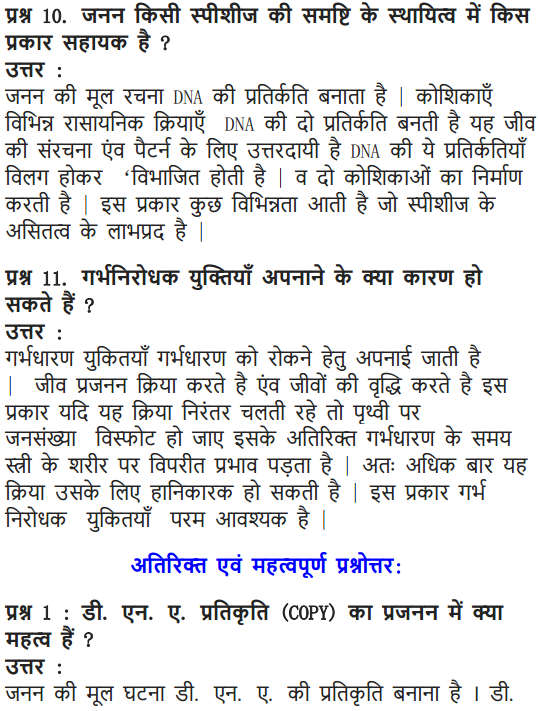 प्रश्न 10. जनन किसी स्पीशीज की समष्टि के स्थायित्व में किस
प्रकार सहायक है ?
उत्तर :
जनन की मूल रचना DNA की प्रतिर्कति बनाता है | कोशिकाएँ
विभिन्न रासायनिक क्रियाएँ DNA की दो प्रतिर्कति बनती है यह जीव
की संरचना एंव पैटर्न के लिए उत्तरदायी है DNA की ये प्रतिर्कतियाँ
विलग होकर ‘विभाजित होती है | व दो कोशिकाओं का निर्माण
करती है | इस प्रकार कुछ विभिन्नता आती है जो स्पीशीज के
असितत्व के लाभप्रद है |
प्रश्न 11. गर्भनिरोधक युक्तियाँ अपनाने के क्या कारण हो
सकते हैं ?
उत्तर :
गर्भधारण युकितयाँ गर्भधारण को रोकने हेतु अपनाई जाती है
| जीव प्रजनन क्रिया करते है एंव जीवों की वृद्धि करते है इस
प्रकार यदि यह क्रिया निरंतर चलती रहे तो पृथ्वी पर
जनसंख्या विस्फोट हो जाए इसके अतिरिक्त गर्भधारण के समय
स्त्री के शरीर पर विपरीत प्रभाव पड़ता है | अतः अधिक बार यह
क्रिया उसके लिए हानिकारक हो सकती है | इस प्रकार गर्भ
निरोधक युकितयाँ परम आवश्यक है |
अतिरिक्त एवं महत्वपूर्ण प्रश्नोत्तर:
प्रश्न 1 : डी. एन. ए. प्रतिकृति (COPY) का प्रजनन में क्या
महत्व हैं ?
उत्तर :
जनन की मूल घटना डी. एन. ए. की प्रतिकृति बनाना है । डी.